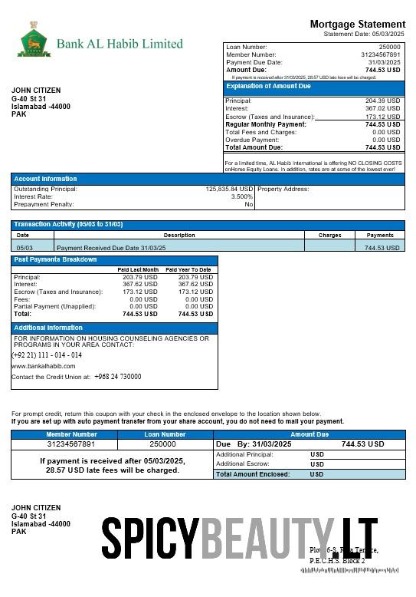 Bank AL Habib Limited
Mortgage Statement
Statement Date: 05/03/2025
Loan Number: 250000
Member Number: 31234567891
Payment Due Date: 31/03/2025
Amount Due: 744.53 USD
If payment is received after 31/03/2025, 28.57 USD late fees will be charged.
JOHN CITIZEN
G-40 St 31
Islamabad -44000
PAK
Explanation of Amount Due
Principal: 204.39 USD
Interest: 367.02 USD
Escrow (Taxes and Insurance): 173.12 USD
Regular Monthly Payment: 744.53 USD
Total Fees and Charges: 0.00 USD
Overdue Payment: 0.00 USD
Total Amount Due: 744.53 USD
For a limited time, AL Habib International is offering NO CLOSING COSTS
onHome Equity Loans. In addition, rates are at some of the lowest ever!
Account Information
Outstanding Principal: 125,835.84 USD
Interest Rate: 3.500%
Prepayment Penalty: No
Property Address:
Transaction Activity (05/03 to 31/03)
Date Description Charges Payments
05/03 Payment Received Due Date 31/03/25 744.53 USD
Past Payments Breakdown
Paid Last Month Paid Year To Date
Principal: 203.79 USD 203.79 USD
Interest: 367.62 USD 367.62 USD
Escrow (Taxes and Insurance): 173.12 USD 173.12 USD
Fees: 0.00 USD 0.00 USD
Partial Payment (Unapplied): 0.00 USD 0.00 USD
Total: 744.53 USD 744.53 USD
Additional Information
FOR INFORMATION ON HOUSING COUNSELING AGENCIES OR
PROGRAMS IN YOUR AREA CONTACT:
(+92 21) 111 - 014 - 014
www.bankalhabib.com
Contact the Credit Union at: +968 24 730000
For prompt credit, return this coupon with your check in the enclosed envelope to the location shown below.
If you are set up with auto payment transfer from your share account, you do not need to mail your payment.
Member Number Loan Number Amount Due
31234567891 250000 Due By: 31/03/2025 744.53 USD
If payment is received after 05/03/2025,
28.57 USD late fees will be charged.
Additional Principal: USD
Additional Escrow: USD
Total Amount Enclosed: USD
JOHN CITIZEN
G-40 St 31
Islamabad -44000
PAK
SPICYBEAUTY.LT
P.E.C.H.S. Block 2